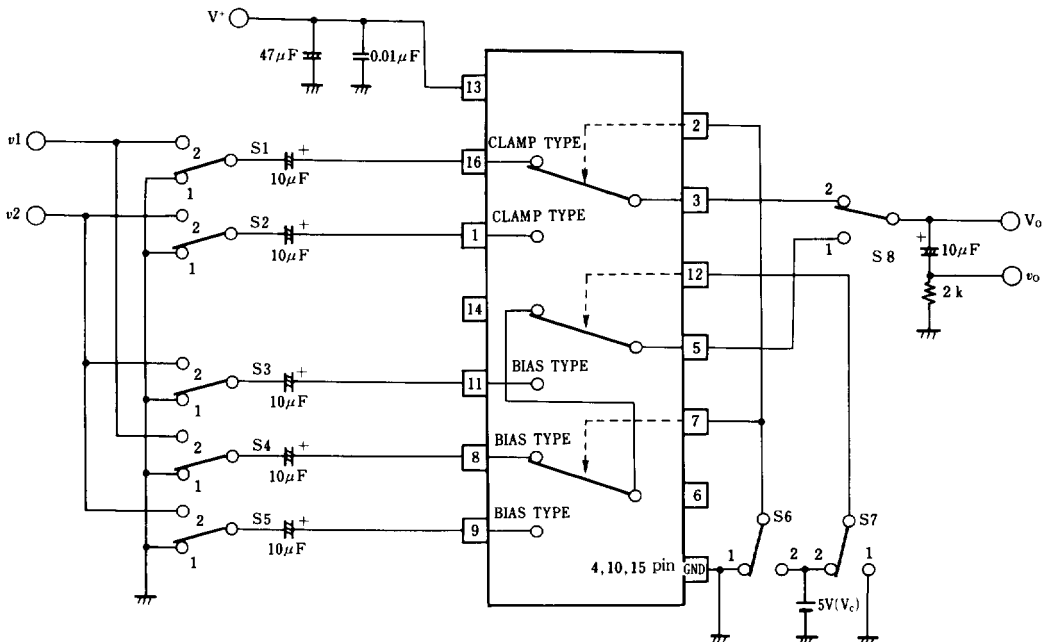 V⁺
47μF
0.01μF
13
v1
2
S1
+
10μF
1
16
CLAMP TYPE
2
v2
2
S2
+
10μF
1
1
CLAMP TYPE
3
2
1
S8
Vo
+
10μF
vo
2k
14
12
5
2
S3
+
10μF
1
11
BIAS TYPE
7
2
S4
+
10μF
1
8
BIAS TYPE
6
2
S5
+
10μF
1
9
BIAS TYPE
4,10,15 pin
GND
1
S6
2
2
S7
1
5V(Vc)